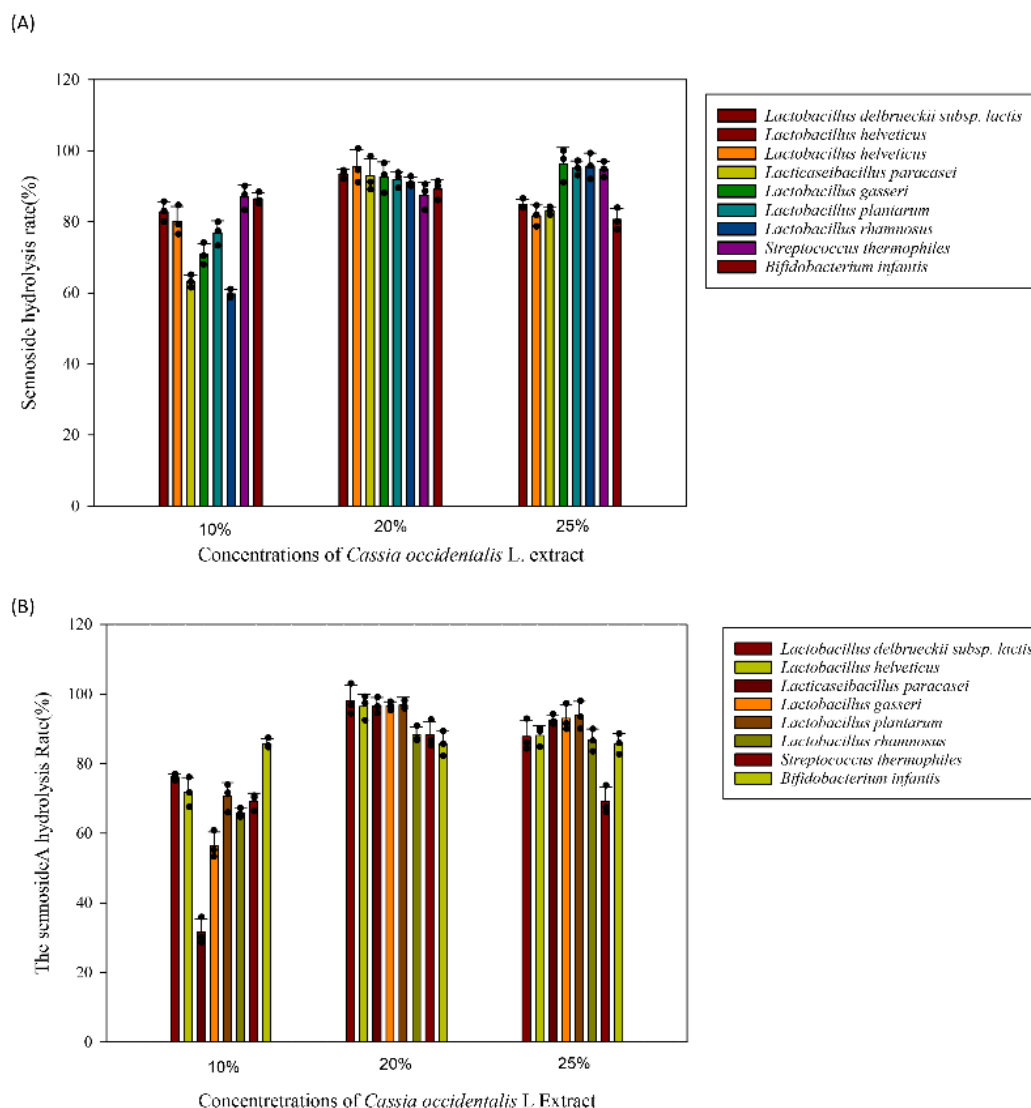 (A)
120
100
80
60
40
20
0
Sennoside hydrolysis rate(%)
10%
20%
25%
Concentrations of Cassia occidentalis L. extract
Lactobacillus delbrueckii subsp. lactis
Lactobacillus helveticus
Lactobacillus helveticus
Lacticaseibacillus paracasei
Lactobacillus gasseri
Lactobacillus plantarum
Lactobacillus rhamnosus
Streptococcus thermophiles
Bifidobacterium infantis
(B)
120
100
80
60
40
20
0
The sennosideA hydrolysis Rate(%)
10%
20%
25%
Concentretrations of Cassia occidentalis L Extract
Lactobacillus delbrueckii subsp. lactis
Lactobacillus helveticus
Lacticaseibacillus paracasei
Lactobacillus gasseri
Lactobacillus plantarum
Lactobacillus rhamnosus
Streptococcus thermophiles
Bifidobacterium infantis